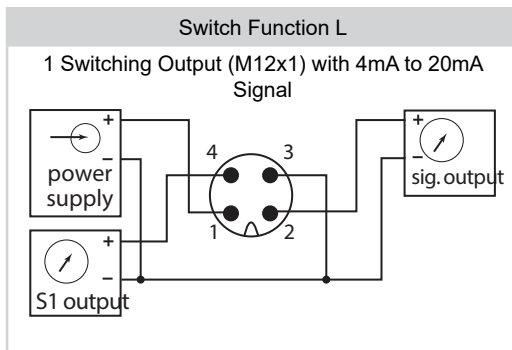 Switch Function L
1 Switching Output (M12x1) with 4mA to 20mA
Signal
+
−
power
supply
4
3
1
2
+
−
sig. output
+
−
S1 output